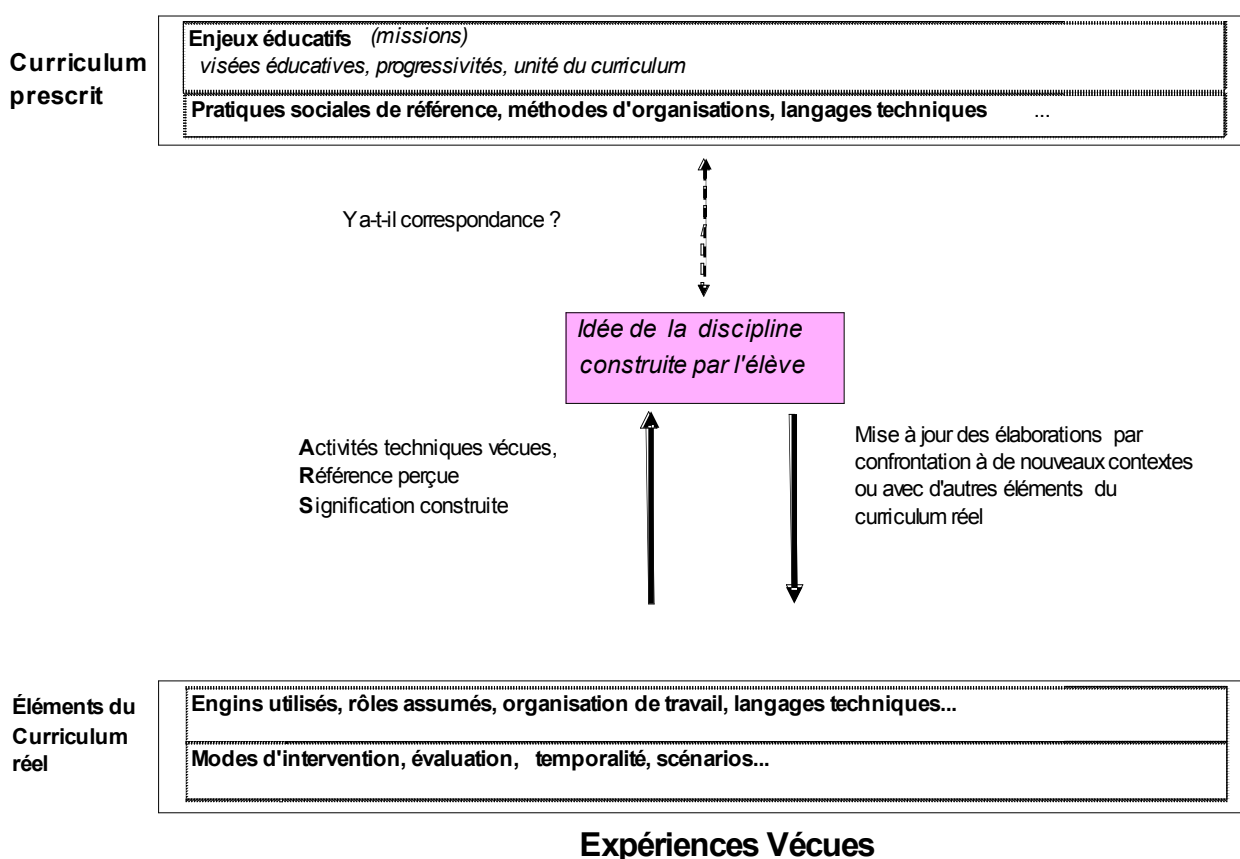 Curriculum
prescrit
Enjeux éducatifs (missions)
visées éducatives, progressivités, unité du curriculum
Pratiques sociales de référence, méthodes d'organisations, langages techniques ...
Y a-t-il correspondance ?
Idée de la discipline
construite par l'élève
Activités techniques vécues,
Référence perçue
Signification construite
Mise à jour des élaborations par
confrontation à de nouveaux contextes
ou avec d'autres éléments du
curriculum réel
Éléments du
Curriculum
réel
Engins utilisés, rôles assumés, organisation de travail, langages techniques...
Modes d'intervention, évaluation, temporalité, scénarios...
Expériences Vécues